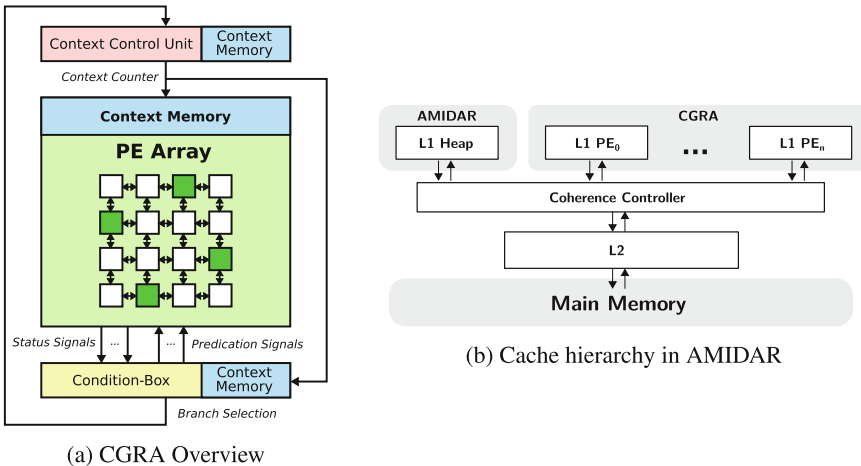 Context Control Unit
Context
Memory
Context Counter
Context Memory
PE Array
Status Signals
...
...
Predication Signals
Condition-Box
Context
Memory
Branch Selection
(a) CGRA Overview
AMIDAR
CGRA
L1 Heap
L1 PE0
...
L1 PEn
Coherence Controller
L2
Main Memory
(b) Cache hierarchy in AMIDAR